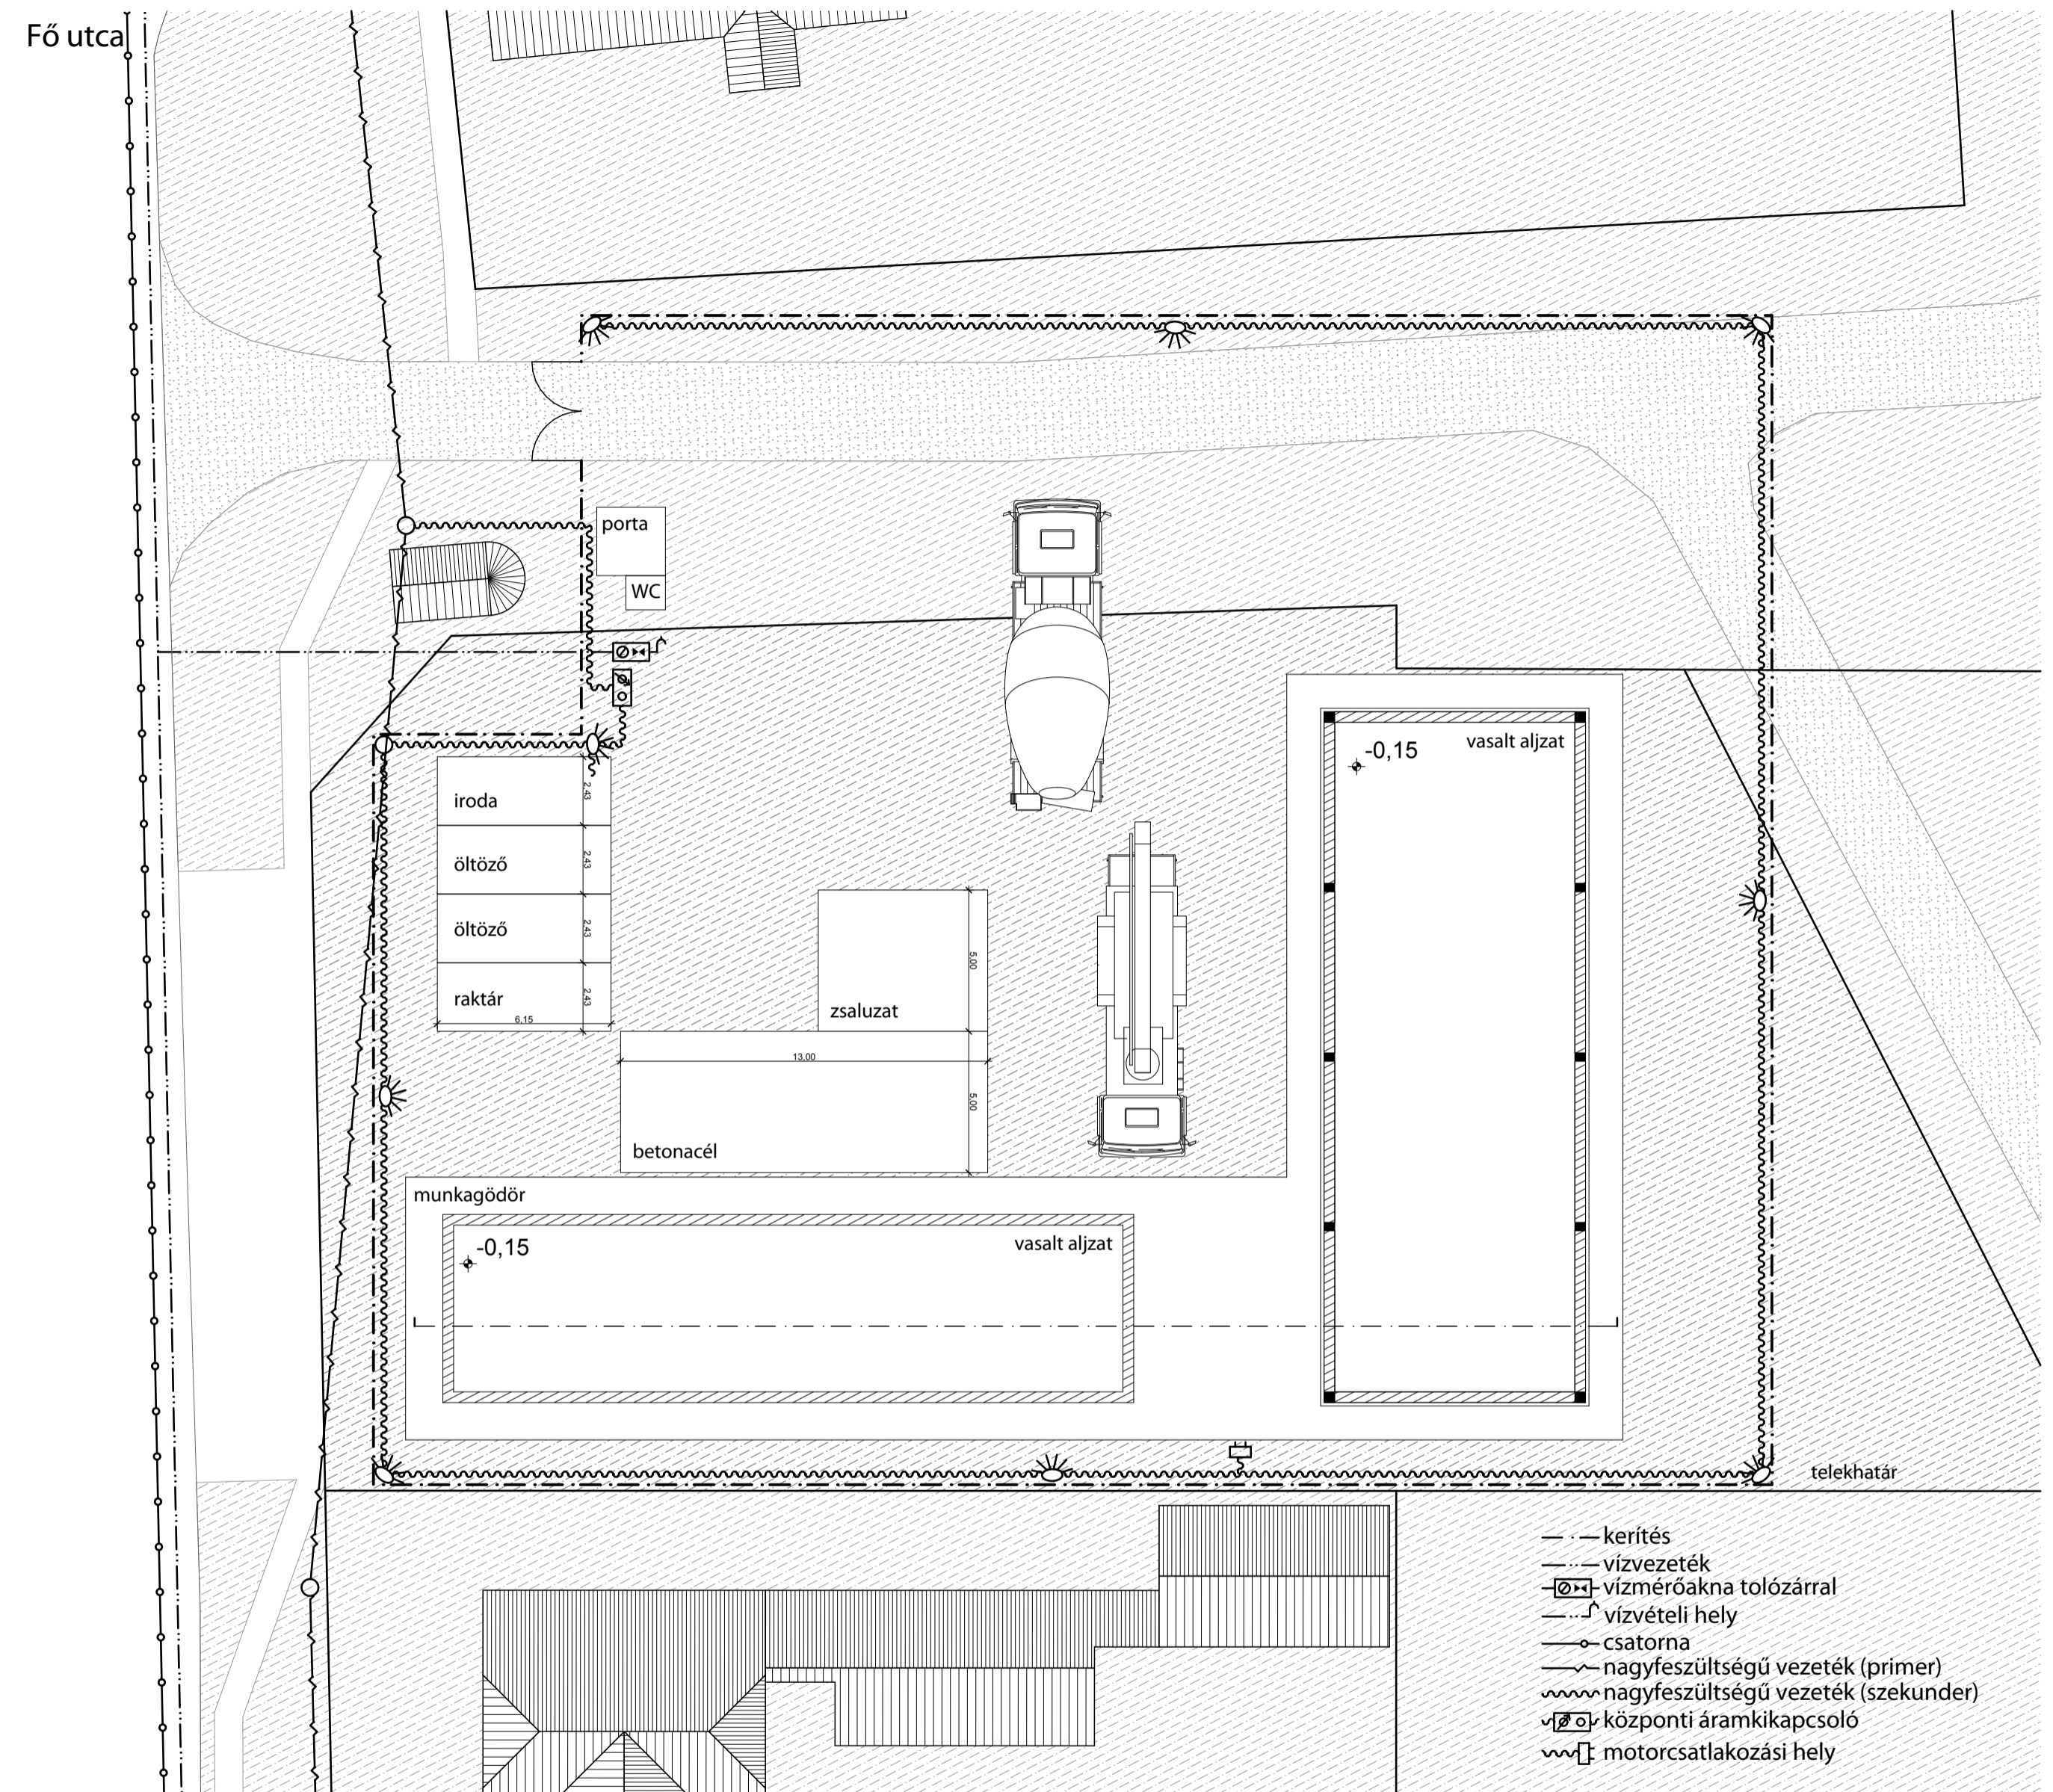 Fő utca
porta
WC
-0,15
vasalt aljzat
iroda
2,43
öltöző
2,43
öltöző
2,43
raktár
2,43
6,15
zsaluzat
5,00
13,00
5,00
betonacél
munkagödör
-0,15
vasalt aljzat
telekhatár
kerítés
vízvezeték
vízmérőakna tolózárral
vízvételi hely
csatorna
nagyfeszültségű vezeték (primer)
nagyfeszültségű vezeték (szekunder)
központi áramkikapcsoló
motorcsatlakozási hely